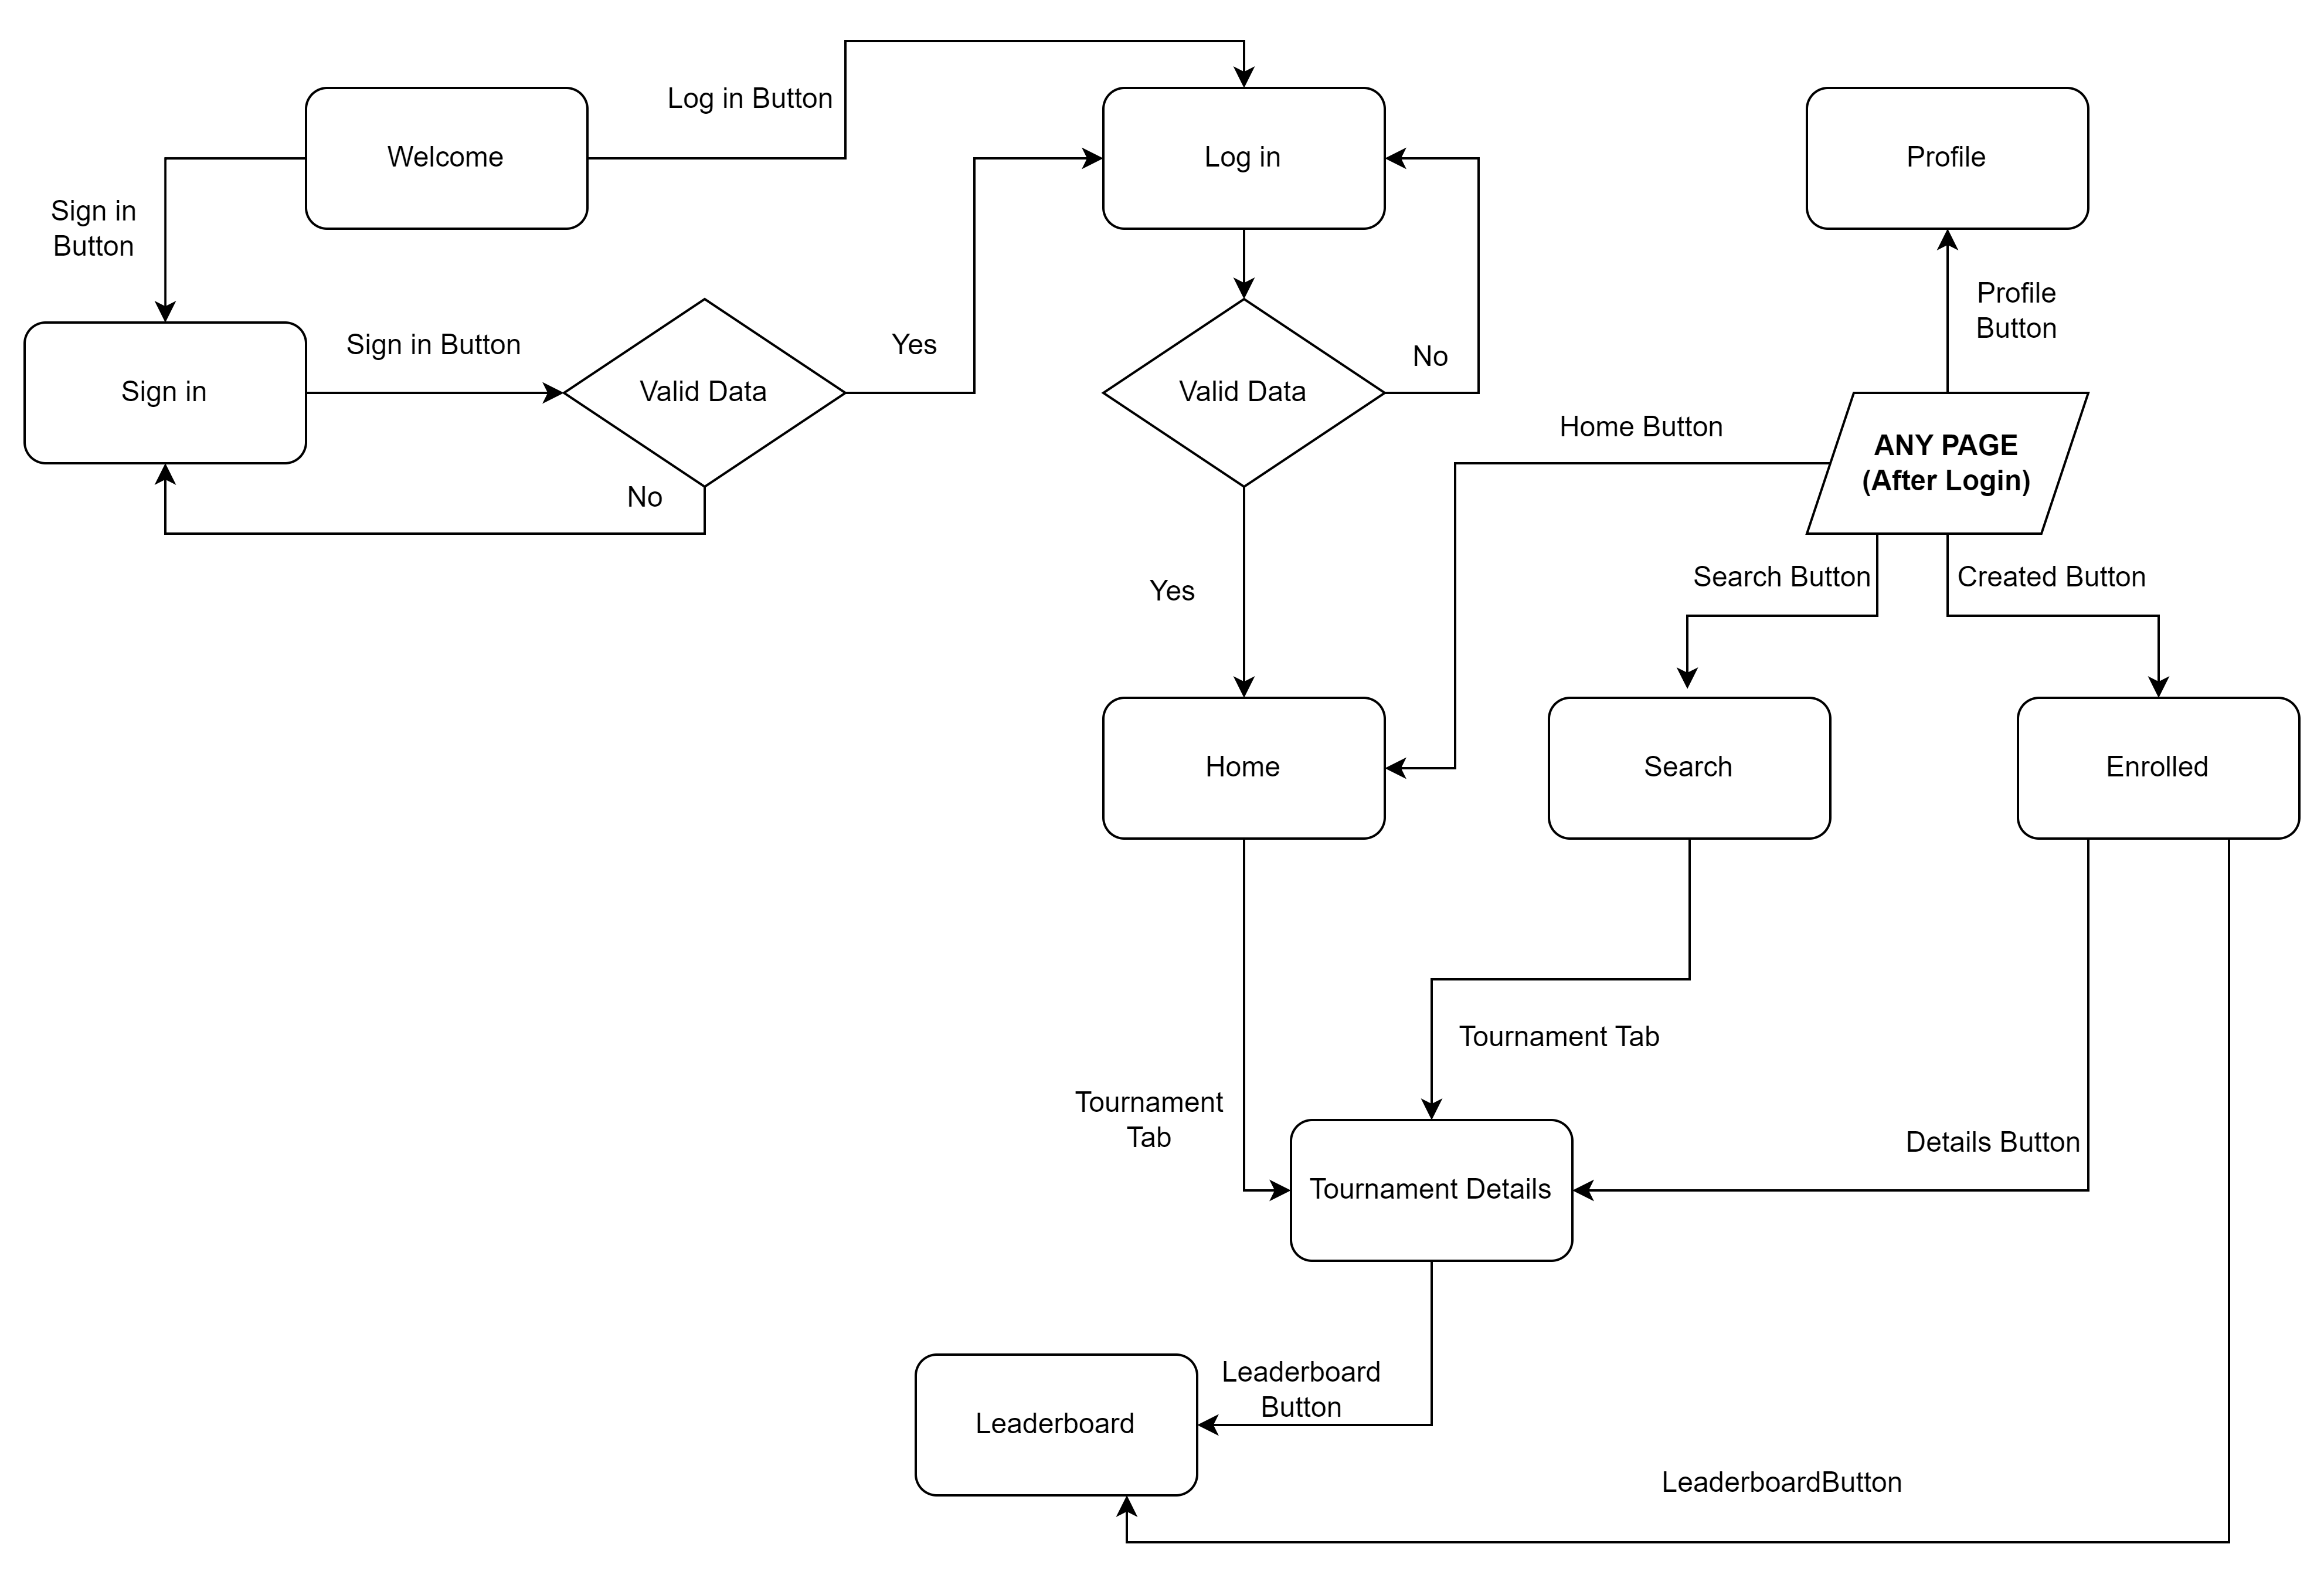 Log in Button
Welcome
Log in
Profile
Sign in
Button
Profile
Button
Sign in Button
Yes
No
Sign in
Valid Data
Valid Data
Home Button
ANY PAGE
(After Login)
No
Yes
Search Button
Created Button
Home
Search
Enrolled
Tournament Tab
Tournament
Tab
Details Button
Tournament Details
Leaderboard
Button
Leaderboard
LeaderboardButton